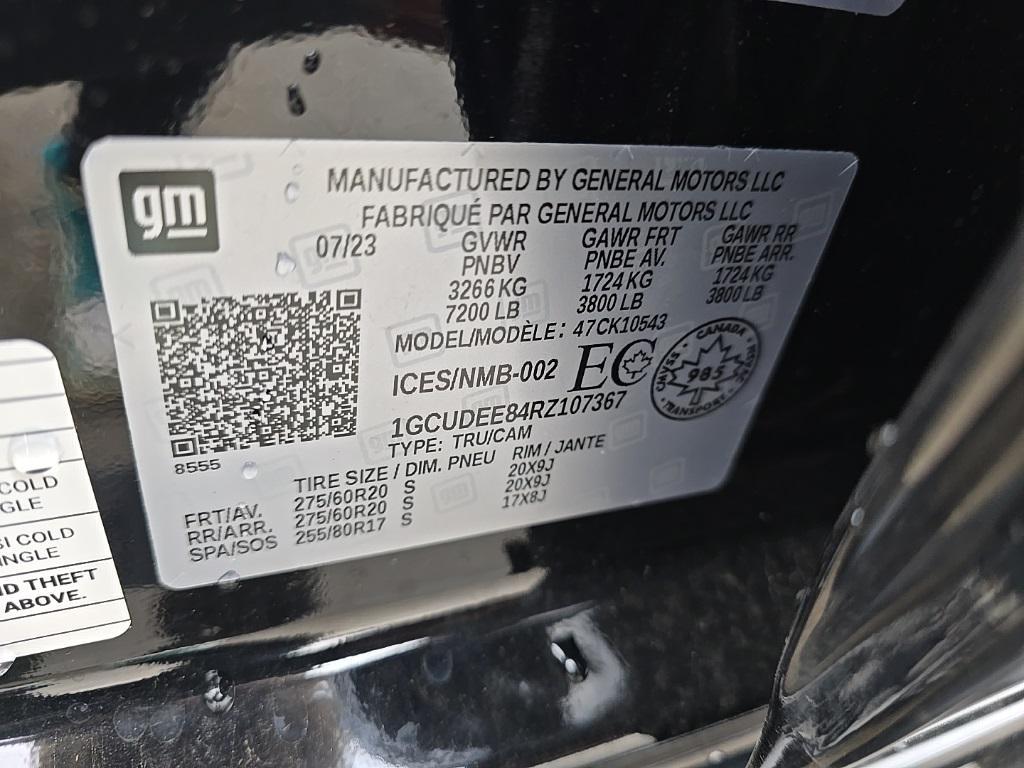 gm
MANUFACTURED BY GENERAL MOTORS LLC
FABRIQUÉ PAR GENERAL MOTORS LLC
07/23
GVWR GAWR FRT GAWR RR
PNBV PNBE AV. PNBE ARR.
3266 KG 1724 KG 1724 KG
7200 LB 3800 LB 3800 LB
MODEL/MODÈLE: 47CK10543
ICES/NMB-002 EC
CANADA
985
TRANSPORT
1GCUDEE84RZ107367
TYPE: TRU/CAM
8555
TIRE SIZE / DIM. PNEU RIM / JANTE
FRT/AV. 275/60R20 S 20X9J
RR/ARR. 275/60R20 S 20X9J
SPA/SOS 255/80R17 S 17X8J
COLD
COLD
THEFT
ABOVE.